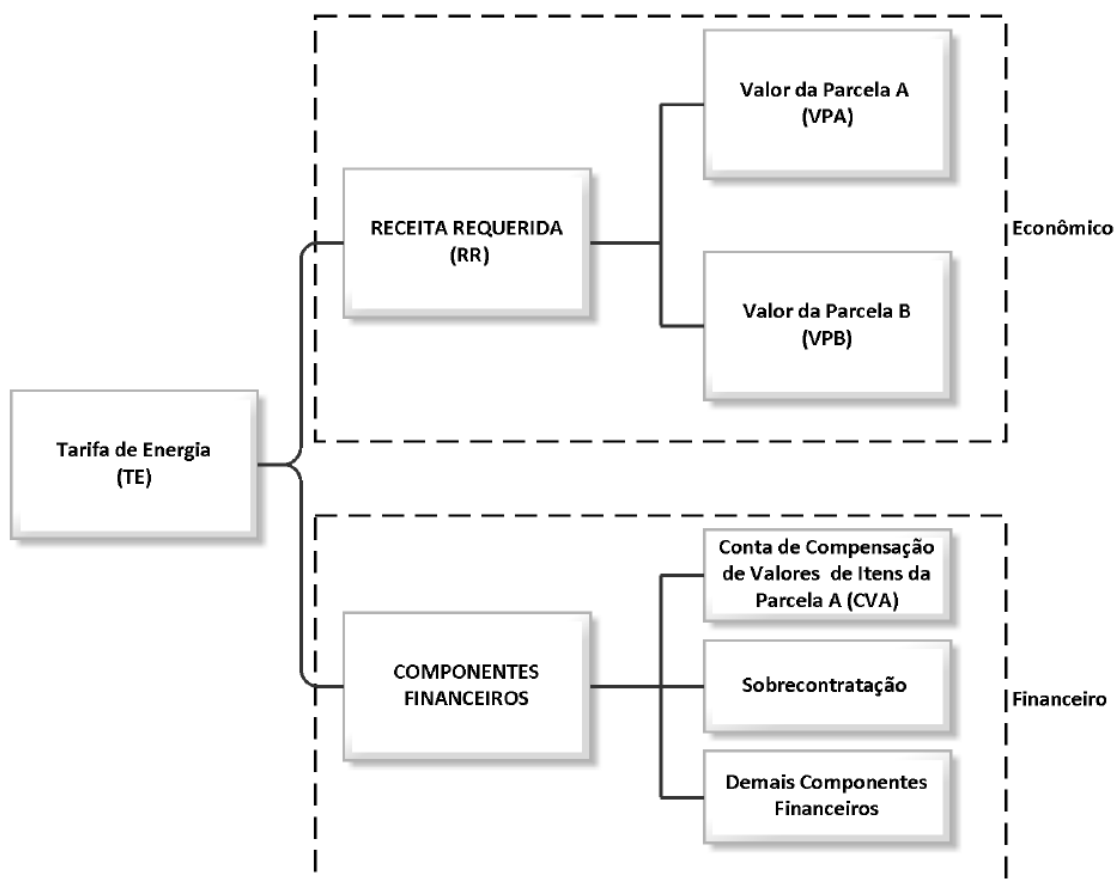 Valor da Parcela A
(VPA)
RECEITA REQUERIDA
(RR)
Econômico
Valor da Parcela B
(VPB)
Tarifa de Energia
(TE)
Conta de Compensação
de Valores de Itens da
Parcela A (CVA)
COMPONENTES
FINANCEIROS
Sobrecontratação
Financeiro
Demais Componentes
Financeiros